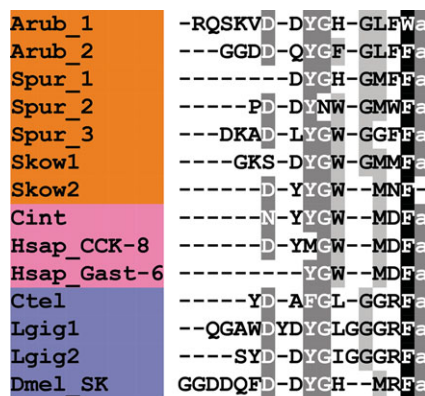 Arub_1 -RQSKVD-DYGH-GLFWa
Arub_2 ---GGDD-QYGF-GLFFa
Spur_1 --------DYGH-GMFFa
Spur_2 -----PD-DYNW-GMWFa
Spur_3 ---DKAD-LYGW-GGFFa
Skow1 ----GKS-DYGW-GMMFa
Skow2 ------D-YYGW--MNF-
Cint ------N-YYGW--MDFa
Hsap_CCK-8 ------D-YMGW--MDFa
Hsap_Gast-6 ---------YGW--MDFa
Ctel -----YD-AFGL-GGRFa
Lgig1 --QGAWDYDYGLGGGRFa
Lgig2 ----SYD-DYGIGGGRFa
Dmel_SK GGDDQFD-DYGH--MRFa